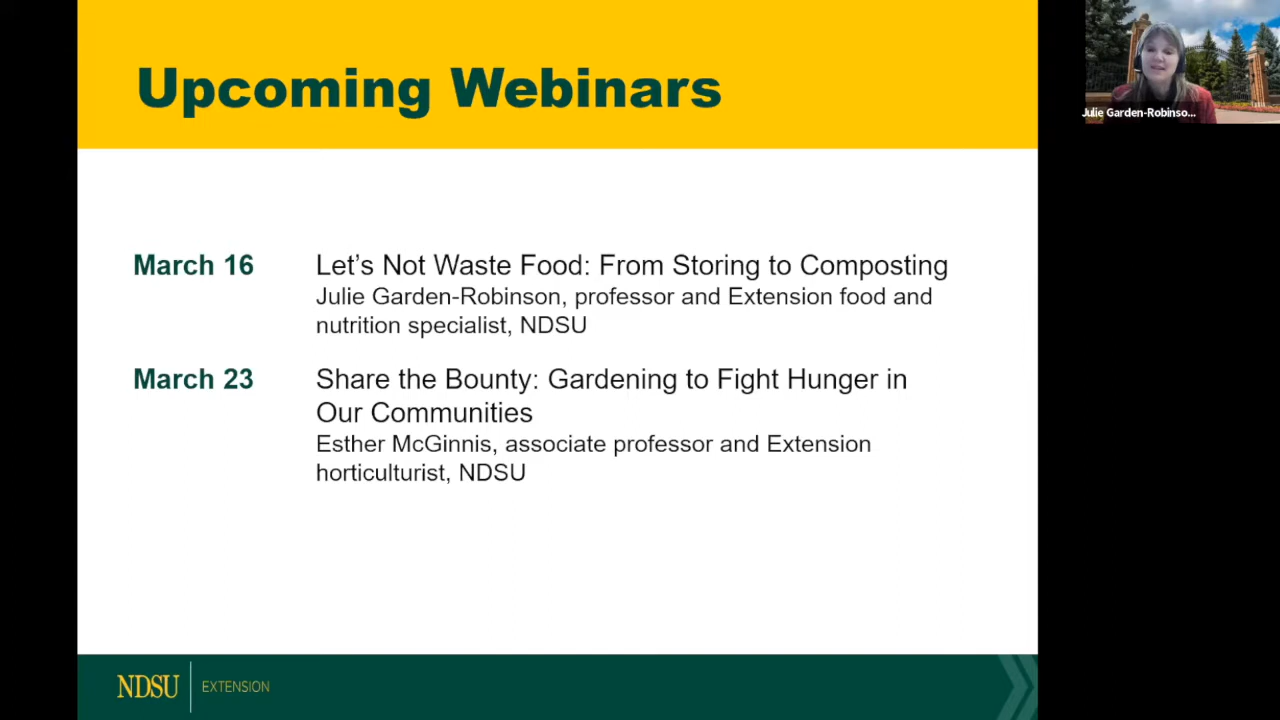 Upcoming Webinars
Julie Garden-Robinso...
March 16
Let’s Not Waste Food: From Storing to Composting
Julie Garden-Robinson, professor and Extension food and
nutrition specialist, NDSU
March 23
Share the Bounty: Gardening to Fight Hunger in
Our Communities
Esther McGinnis, associate professor and Extension
horticulturist, NDSU
NDSU
EXTENSION